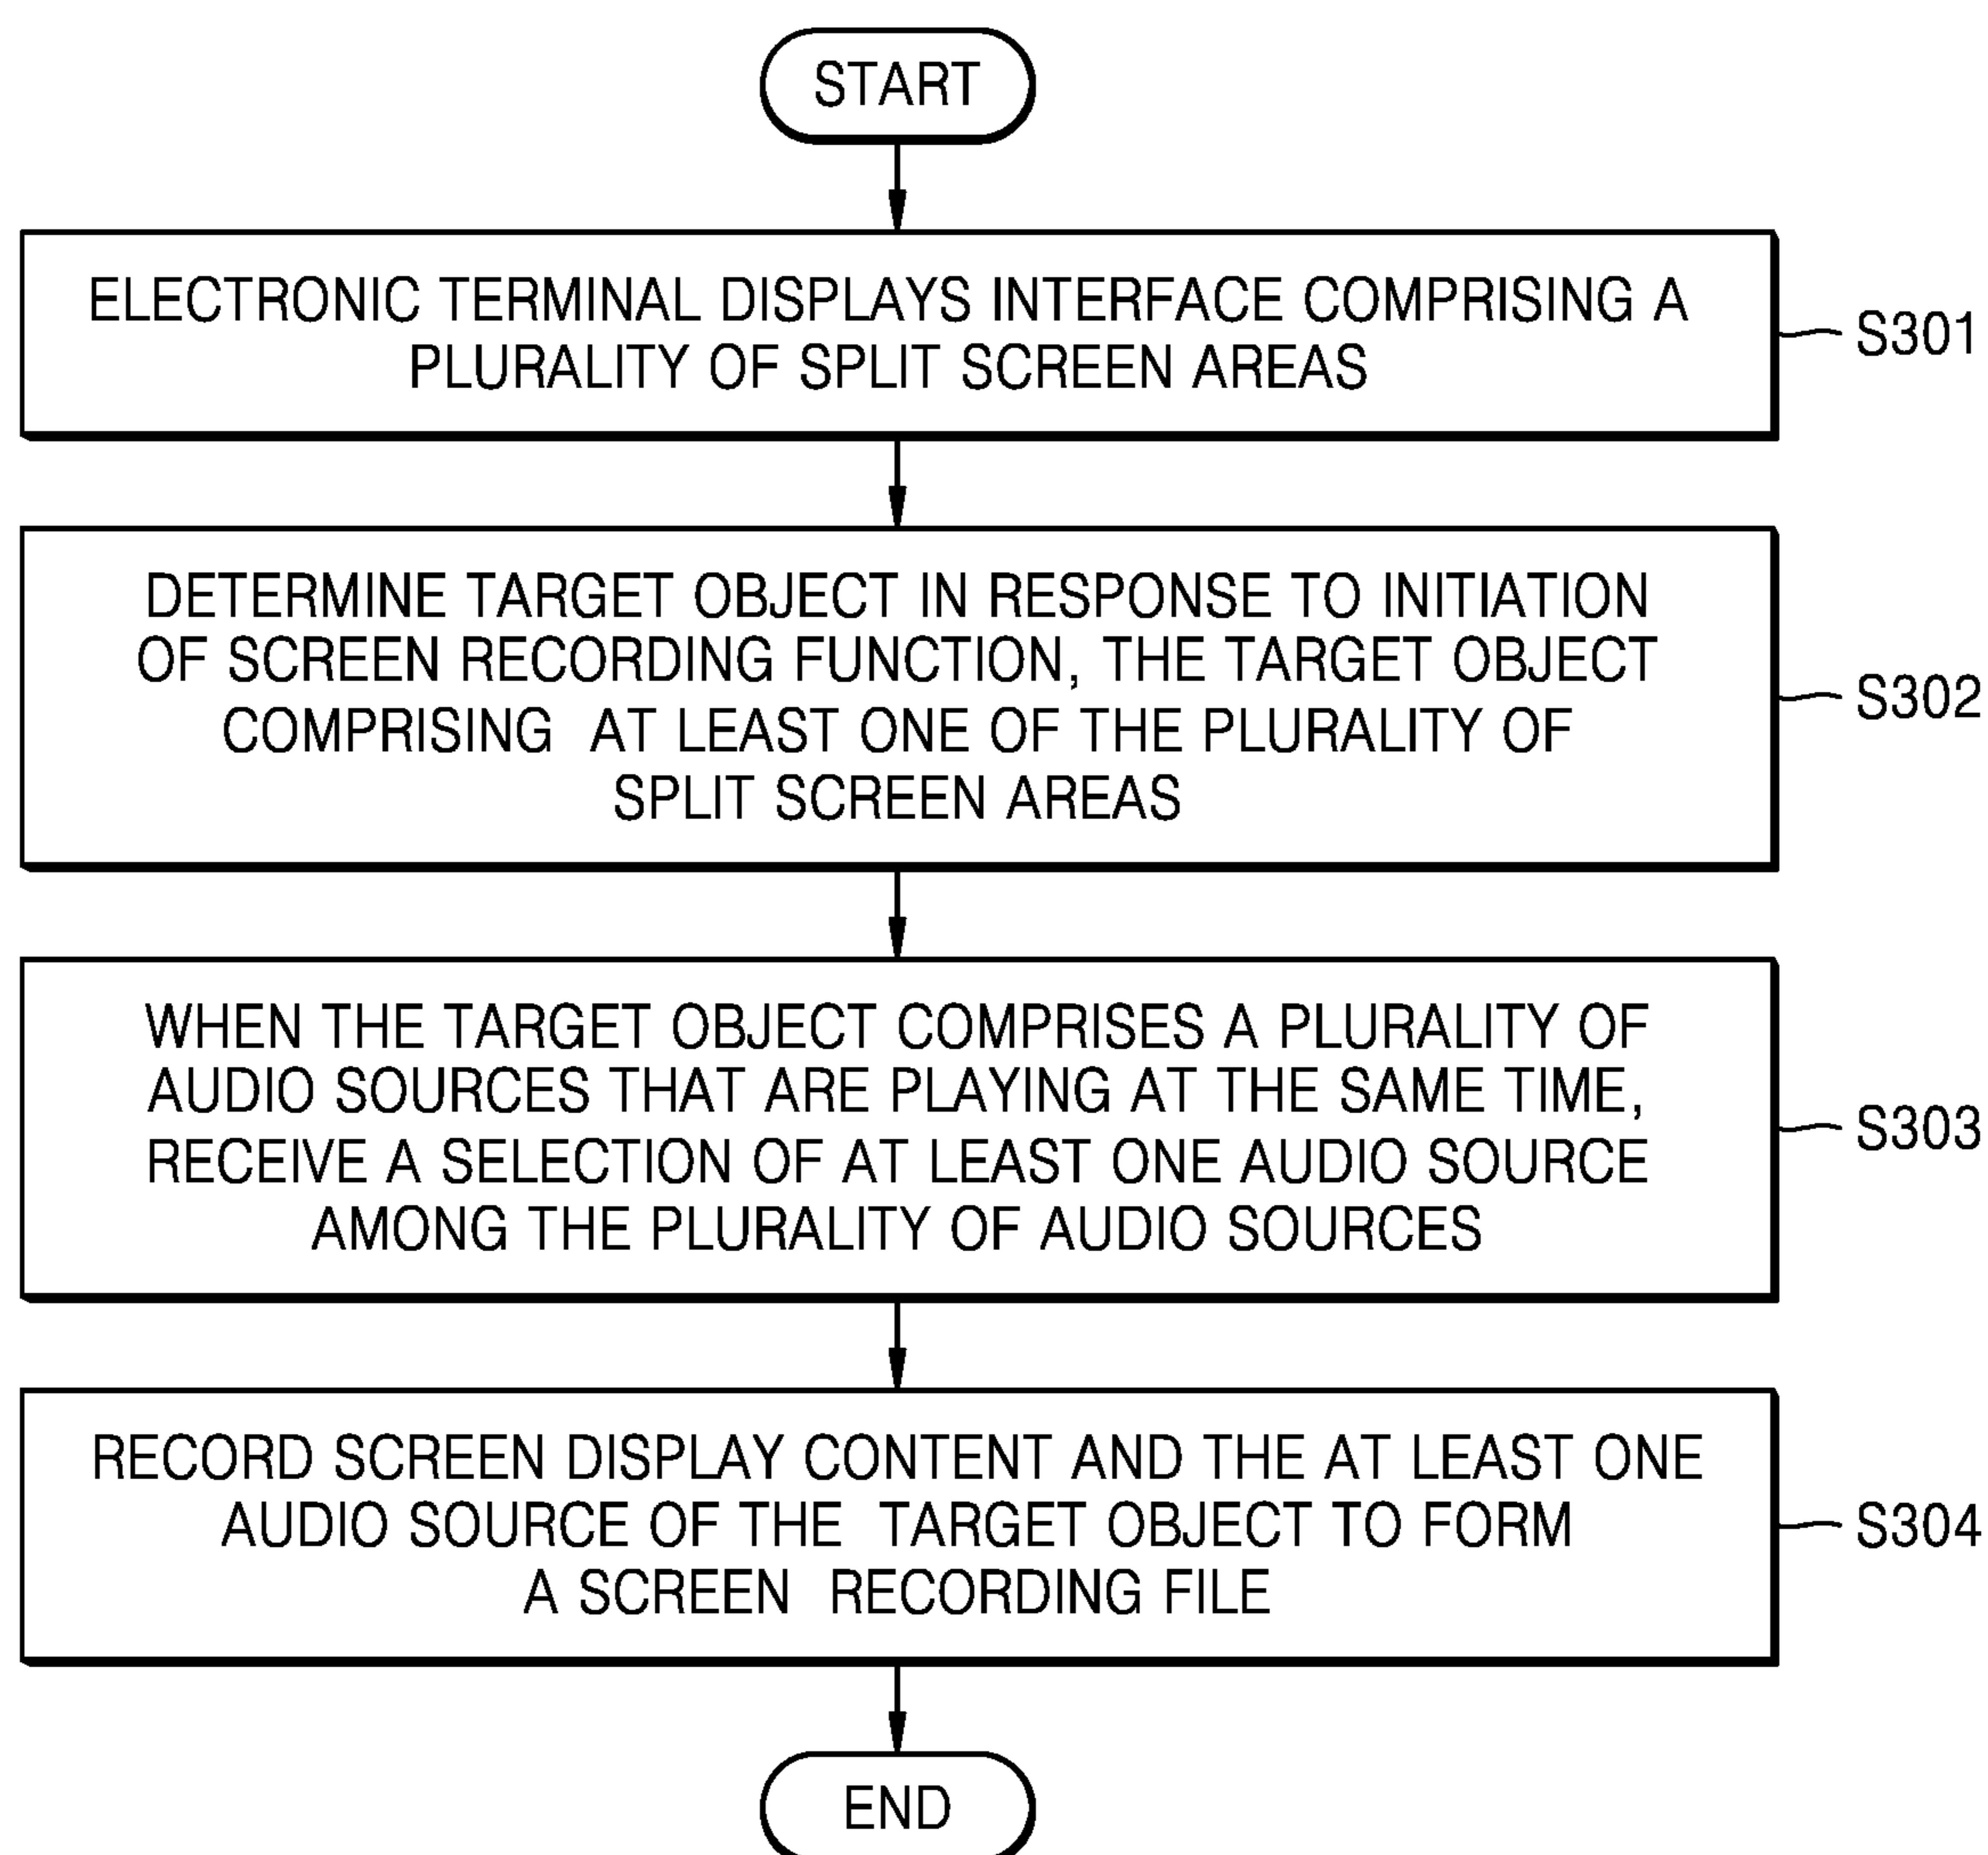 START
ELECTRONIC TERMINAL DISPLAYS INTERFACE COMPRISING A
PLURALITY OF SPLIT SCREEN AREAS
S301
DETERMINE TARGET OBJECT IN RESPONSE TO INITIATION
OF SCREEN RECORDING FUNCTION, THE TARGET OBJECT
COMPRISING AT LEAST ONE OF THE PLURALITY OF
SPLIT SCREEN AREAS
S302
WHEN THE TARGET OBJECT COMPRISES A PLURALITY OF
AUDIO SOURCES THAT ARE PLAYING AT THE SAME TIME,
RECEIVE A SELECTION OF AT LEAST ONE AUDIO SOURCE
AMONG THE PLURALITY OF AUDIO SOURCES
S303
RECORD SCREEN DISPLAY CONTENT AND THE AT LEAST ONE
AUDIO SOURCE OF THE TARGET OBJECT TO FORM
A SCREEN RECORDING FILE
S304
END